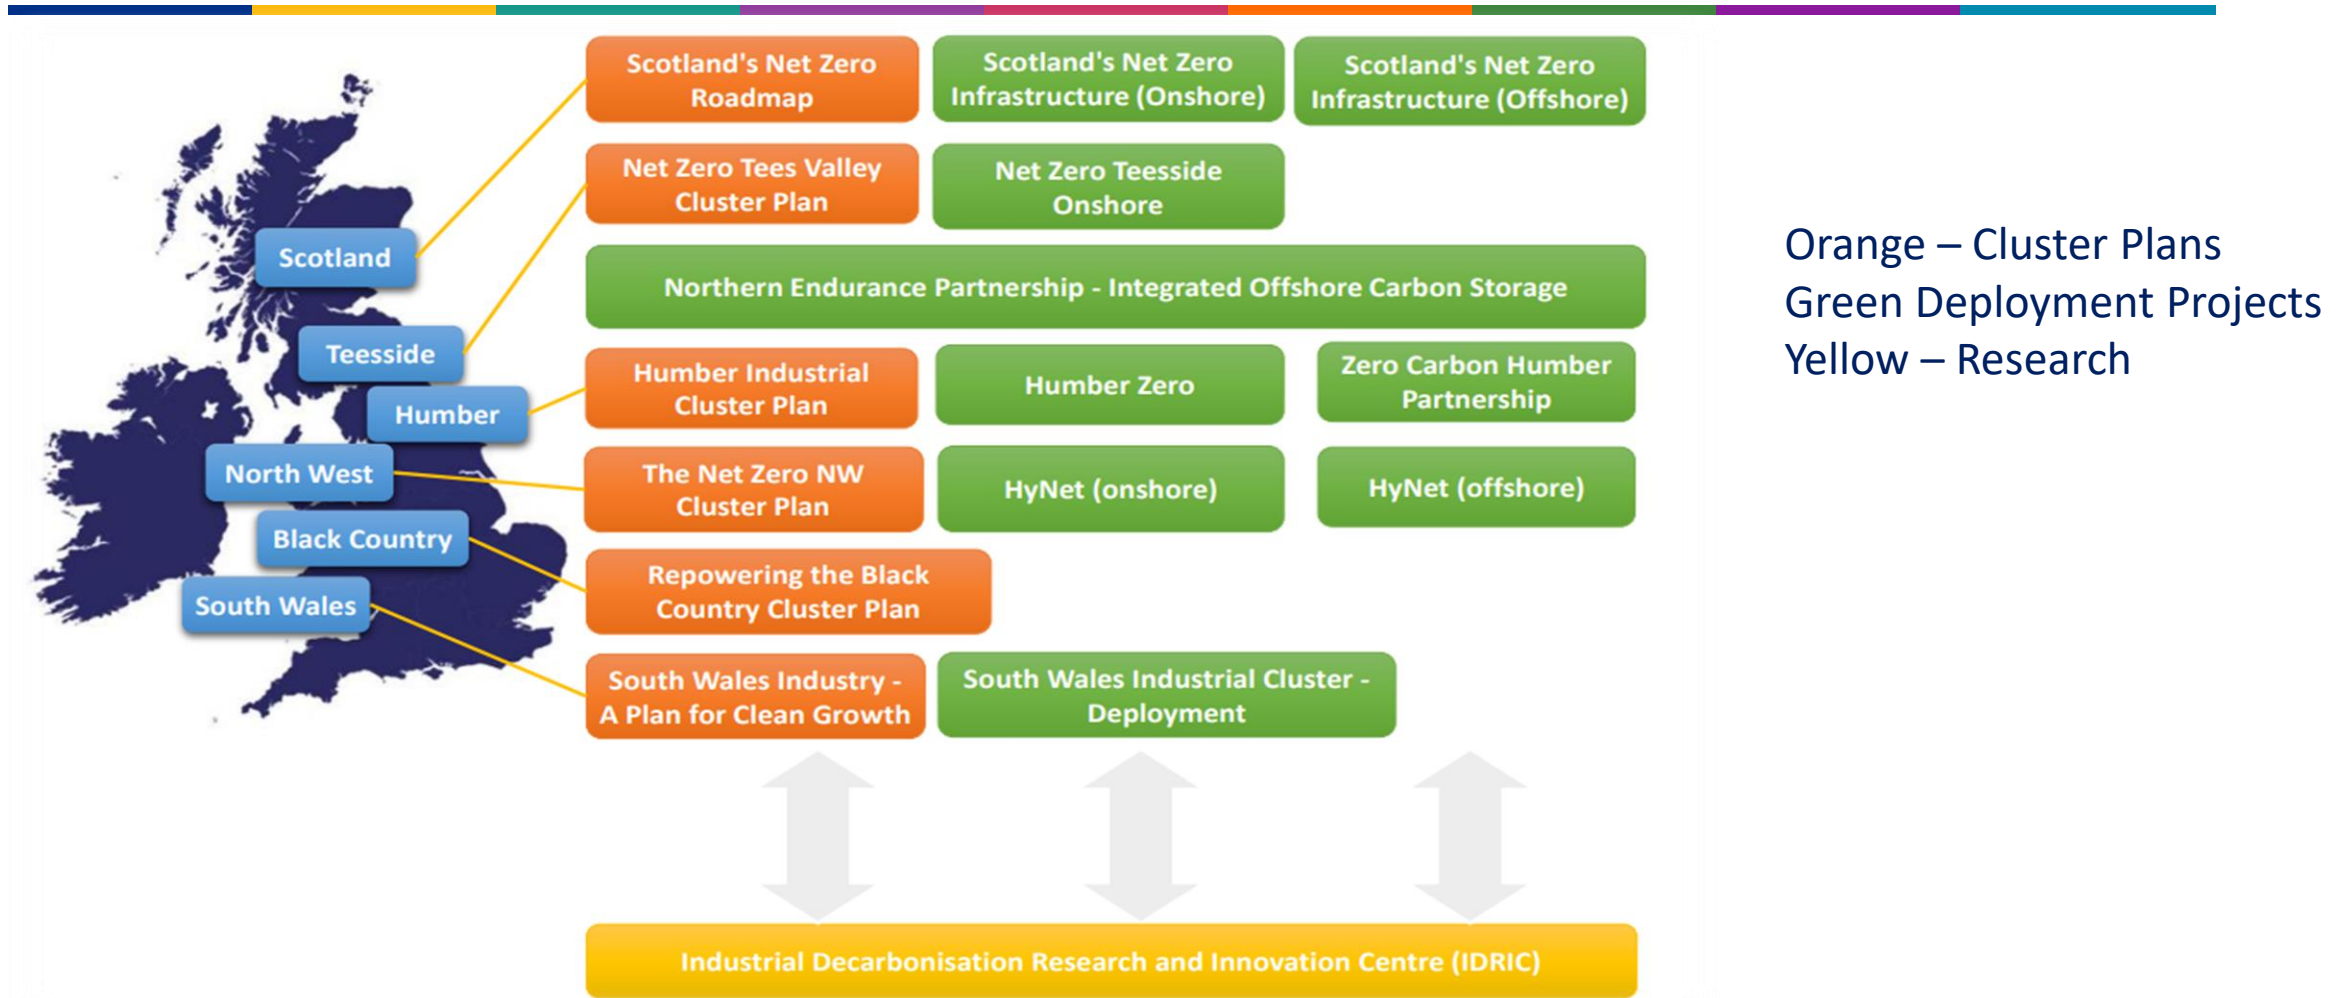 Scotland's Net Zero
Roadmap
Scotland's Net Zero
Infrastructure (Onshore)
Scotland's Net Zero
Infrastructure (Offshore)
Net Zero Tees Valley
Cluster Plan
Net Zero Teesside
Onshore
Scotland
Northern Endurance Partnership - Integrated Offshore Carbon Storage
Teesside
Humber
Humber Industrial
Cluster Plan
Humber Zero
Zero Carbon Humber
Partnership
North West
The Net Zero NW
Cluster Plan
HyNet (onshore)
HyNet (offshore)
Black Country
Repowering the Black
Country Cluster Plan
South Wales
South Wales Industry -
A Plan for Clean Growth
South Wales Industrial Cluster -
Deployment
Industrial Decarbonisation Research and Innovation Centre (IDRIC)
Orange – Cluster Plans
Green Deployment Projects
Yellow – Research